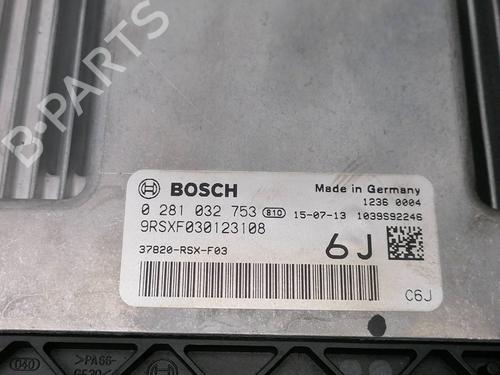 B-PARTS
BOSCH
Made in Germany
1236 0004
0 281 032 753 810 15-07-13 1039S92246
9RSXF030123108
37820-RSX-F03
6J
C6J
040
>PA66-